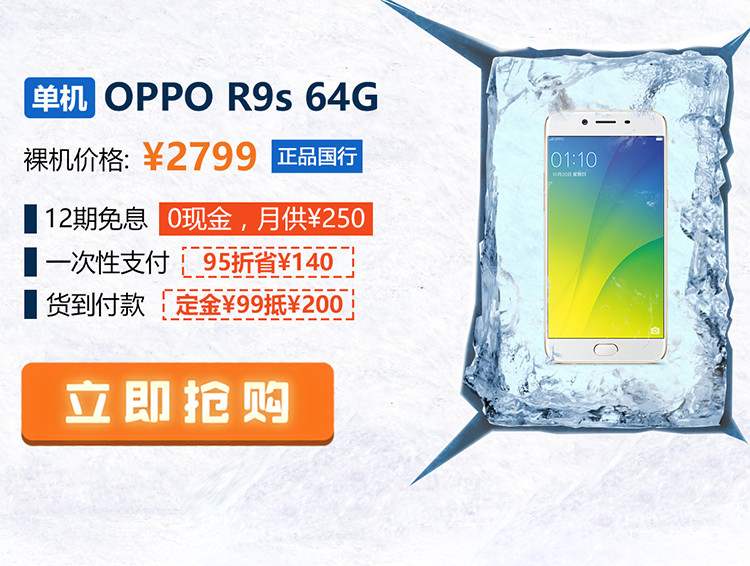 单机 OPPO R9s 64G
裸机价格: ¥2799 正品国行
12期免息 0现金，月供¥250
一次性支付 95折省¥140
货到付款 定金¥99抵¥200
立即抢购
01:10